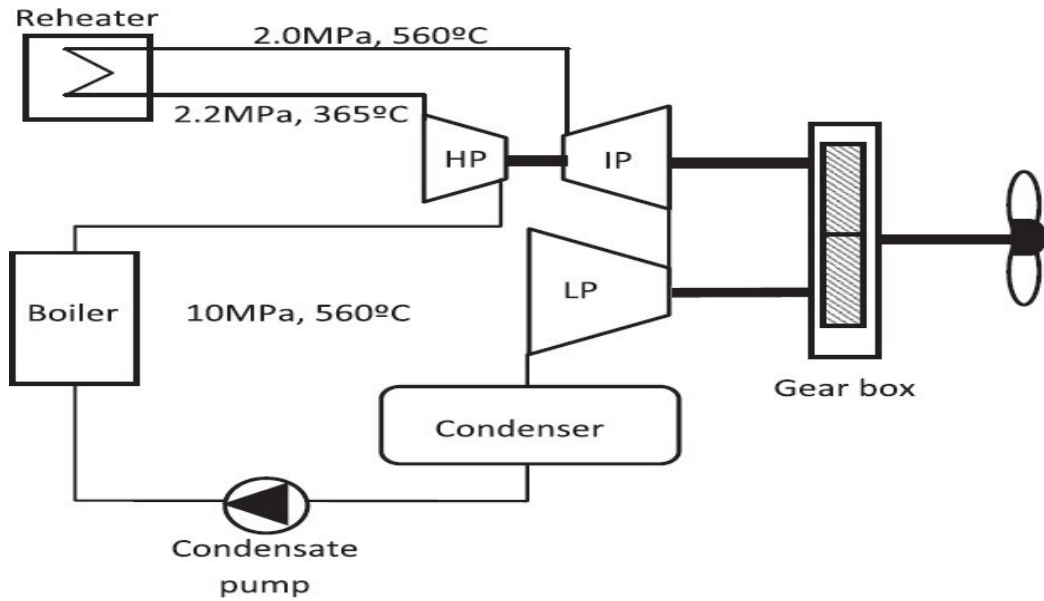 Reheater
2.0MPa, 560ºC
2.2MPa, 365ºC
HP
IP
Boiler
10MPa, 560ºC
LP
Gear box
Condenser
Condensate
pump